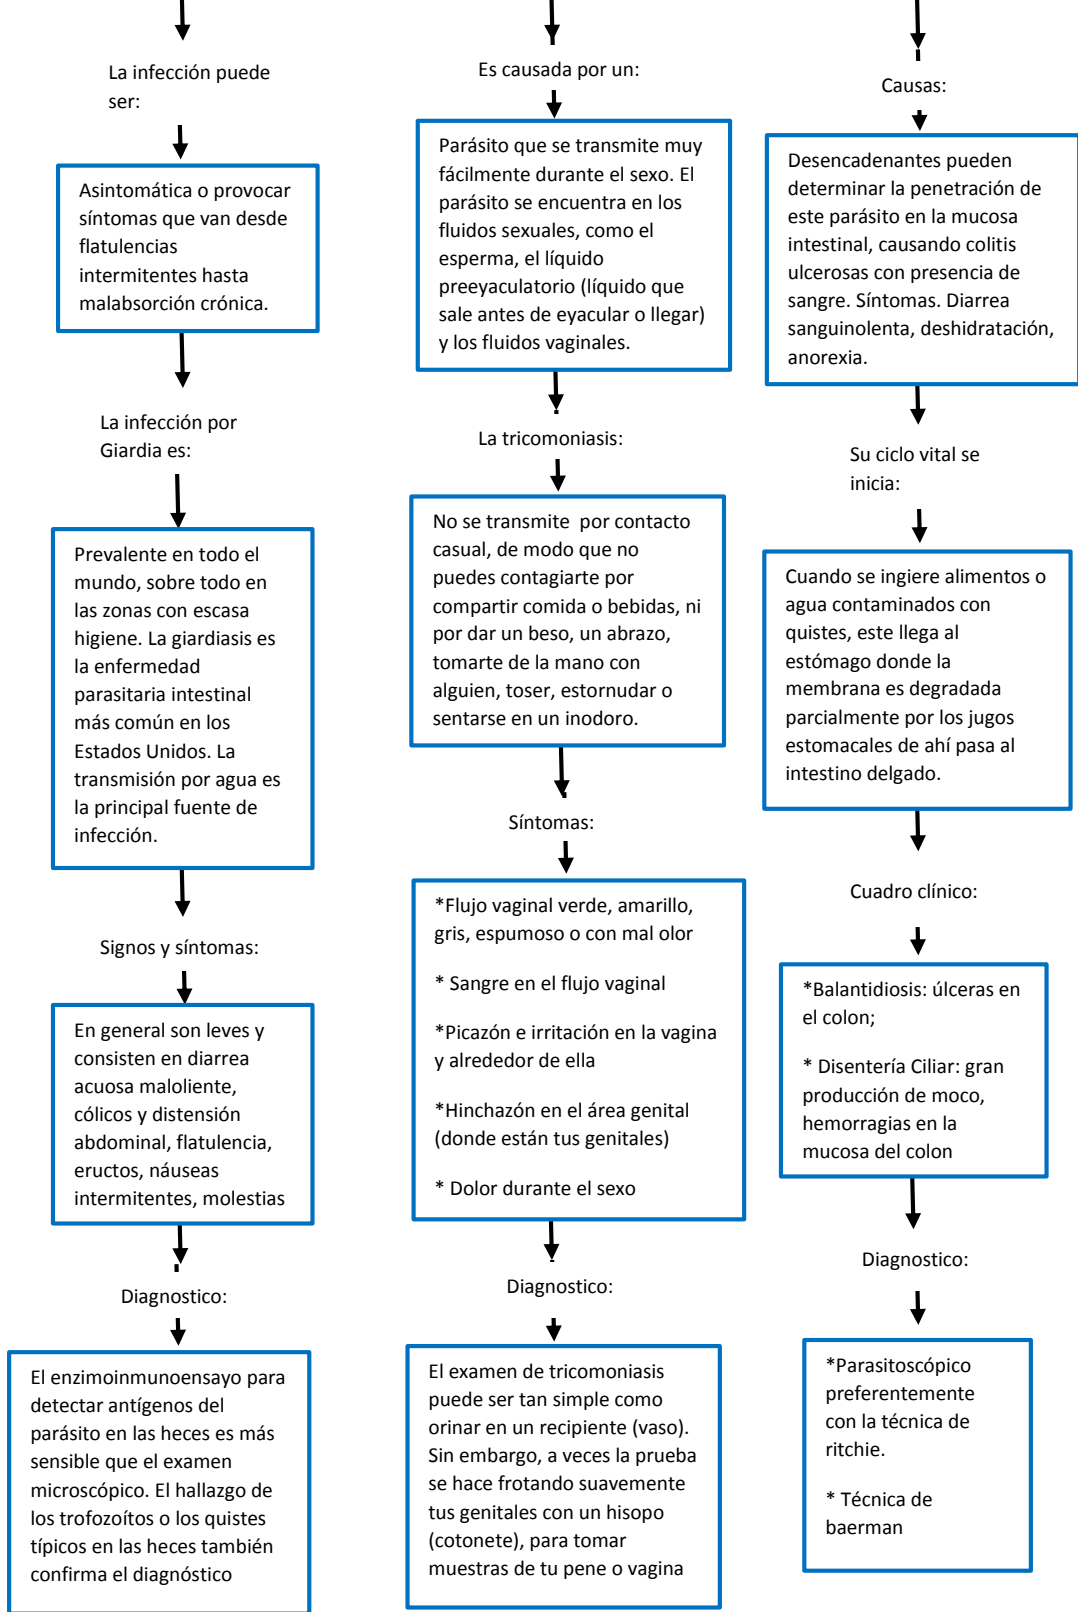 La infección puede
ser:
Asintomática o provocar
síntomas que van desde
flatulencias
intermitentes hasta
malabsorción crónica.
La infección por
Giardia es:
Prevalente en todo el
mundo, sobre todo en
las zonas con escasa
higiene. La giardiasis es
la enfermedad
parasitaria intestinal
más común en los
Estados Unidos. La
transmisión por agua es
la principal fuente de
infección.
Signos y síntomas:
En general son leves y
consisten en diarrea
acuosa maloliente,
cólicos y distensión
abdominal, flatulencia,
eructos, náuseas
intermitentes, molestias
Diagnostico:
El enzimoinmunoensayo para
detectar antígenos del
parásito en las heces es más
sensible que el examen
microscópico. El hallazgo de
los trofozoítos o los quistes
típicos en las heces también
confirma el diagnóstico
Es causada por un:
Parásito que se transmite muy
fácilmente durante el sexo. El
parásito se encuentra en los
fluidos sexuales, como el
esperma, el líquido
preeyaculatorio (líquido que
sale antes de eyacular o llegar)
y los fluidos vaginales.
La tricomoniasis:
No se transmite  por contacto
casual, de modo que no
puedes contagiarte por
compartir comida o bebidas, ni
por dar un beso, un abrazo,
tomarte de la mano con
alguien, toser, estornudar o
sentarse en un inodoro.
Síntomas:
*Flujo vaginal verde, amarillo,
gris, espumoso o con mal olor
* Sangre en el flujo vaginal
*Picazón e irritación en la vagina
y alrededor de ella
*Hinchazón en el área genital
(donde están tus genitales)
* Dolor durante el sexo
Diagnostico:
El examen de tricomoniasis
puede ser tan simple como
orinar en un recipiente (vaso).
Sin embargo, a veces la prueba
se hace frotando suavemente
tus genitales con un hisopo
(cotonete), para tomar
muestras de tu pene o vagina
Causas:
Desencadenantes pueden
determinar la penetración de
este parásito en la mucosa
intestinal, causando colitis
ulcerosas con presencia de
sangre. Síntomas. Diarrea
sanguinolenta, deshidratación,
anorexia.
Su ciclo vital se
inicia:
Cuando se ingiere alimentos o
agua contaminados con
quistes, este llega al
estómago donde la
membrana es degradada
parcialmente por los jugos
estomacales de ahí pasa al
intestino delgado.
Cuadro clínico:
*Balantidiosis: úlceras en
el colon;
* Disentería Ciliar: gran
producción de moco,
hemorragias en la
mucosa del colon
Diagnostico:
*Parasitoscópico
preferentemente
con la técnica de
ritchie.
* Técnica de
baerman